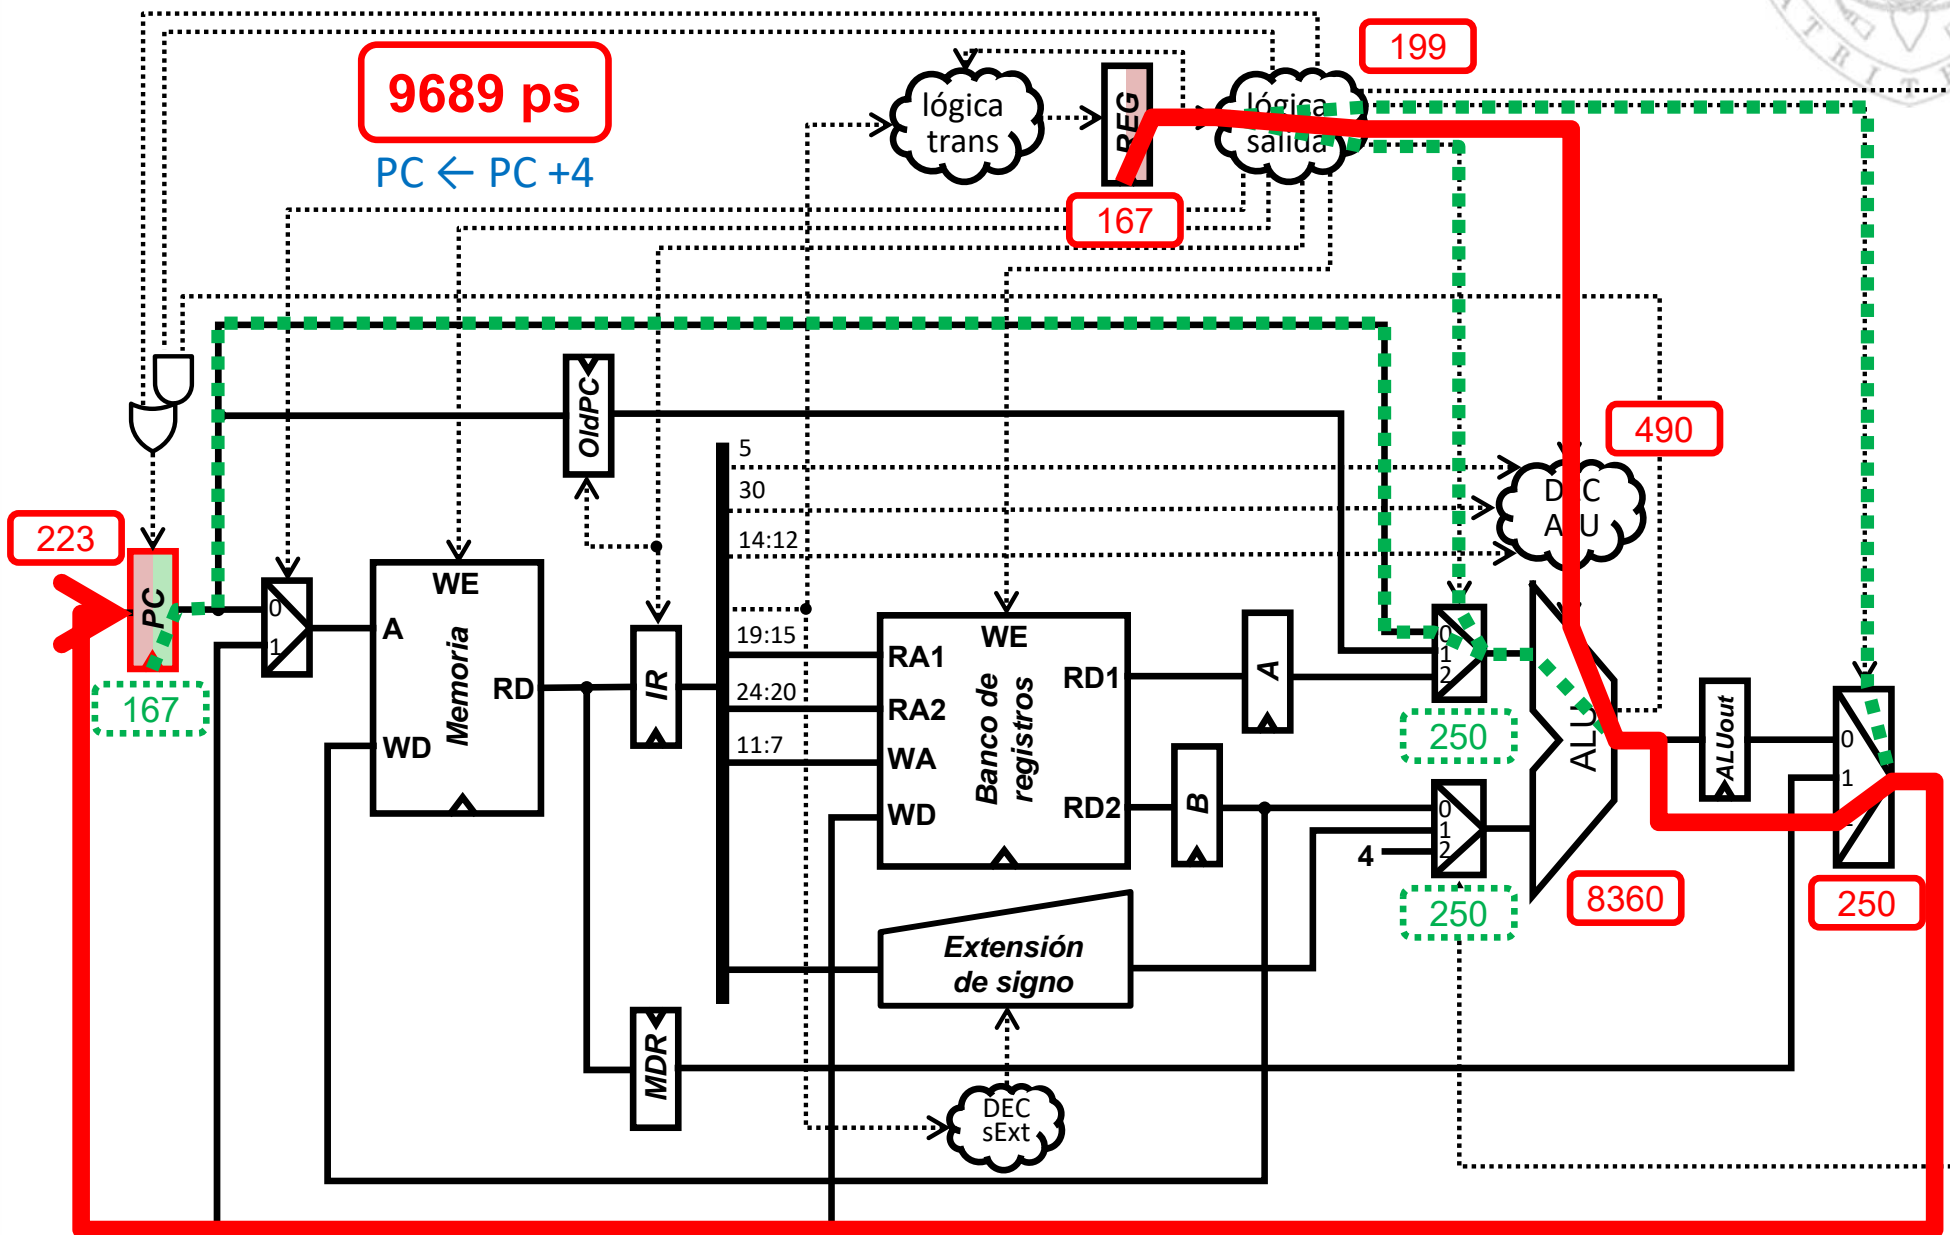 199
9689 ps
PC ← PC +4
lógica
trans
REG
lógica
salida
167
OldPC
5
30
14:12
19:15
24:20
11:7
490
DEC
ALU
223
PC
167
0
1
A
WD
WE
RD
Memoria
IR
MDR
WE
RA1
RA2
WA
WD
RD1
RD2
Banco de
registros
A
B
0
1
2
250
0
1
2
4
250
ALU
8360
ALUout
0
1
250
Extensión
de signo
DEC
sExt